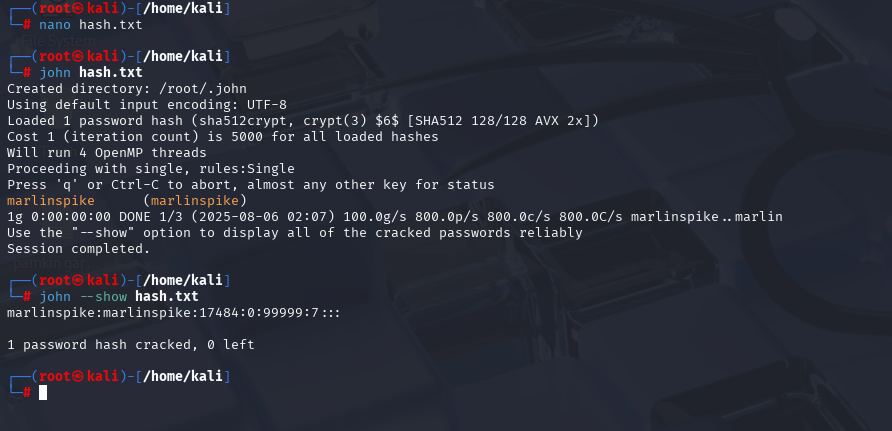 ┌──(root㉿kali)-[/home/kali]
└─# nano hash.txt
┌──(root㉿kali)-[/home/kali]
└─# john hash.txt
Created directory: /root/.john
Using default input encoding: UTF-8
Loaded 1 password hash (sha512crypt, crypt(3) $6$ [SHA512 128/128 AVX 2x])
Cost 1 (iteration count) is 5000 for all loaded hashes
Will run 4 OpenMP threads
Proceeding with single, rules:Single
Press 'q' or Ctrl-C to abort, almost any other key for status
marlinspike      (marlinspike)
1g 0:00:00:00 DONE 1/3 (2025-08-06 02:07) 100.0g/s 800.0p/s 800.0c/s 800.0C/s marlinspike..marlin
Use the "--show" option to display all of the cracked passwords reliably
Session completed.
┌──(root㉿kali)-[/home/kali]
└─# john --show hash.txt
marlinspike:marlinspike:17484:0:99999:7:::
1 password hash cracked, 0 left
┌──(root㉿kali)-[/home/kali]
└─#